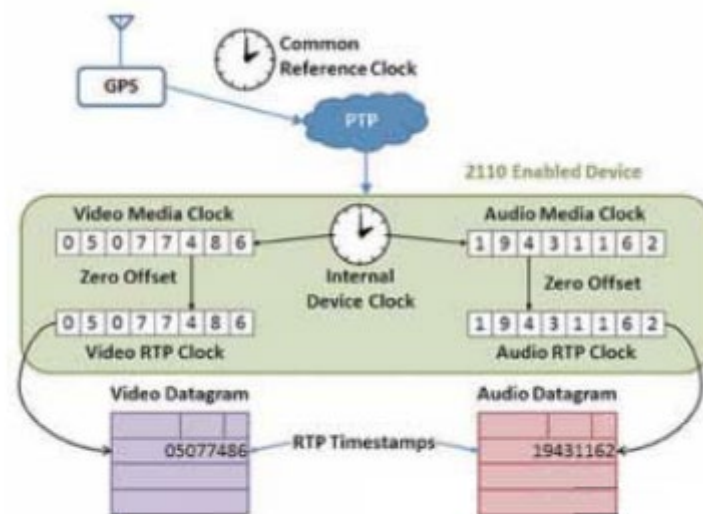 Common
Reference Clock
GPS
PTP
2110 Enabled Device
Video Media Clock
Audio Media Clock
0 5 0 7 7 4 8 6
1 9 4 3 1 1 6 2
Zero Offset
Internal
Device Clock
Zero Offset
0 5 0 7 7 4 8 6
1 9 4 3 1 1 6 2
Video RTP Clock
Audio RTP Clock
Video Datagram
Audio Datagram
05077486
RTP Timestamps
19431162